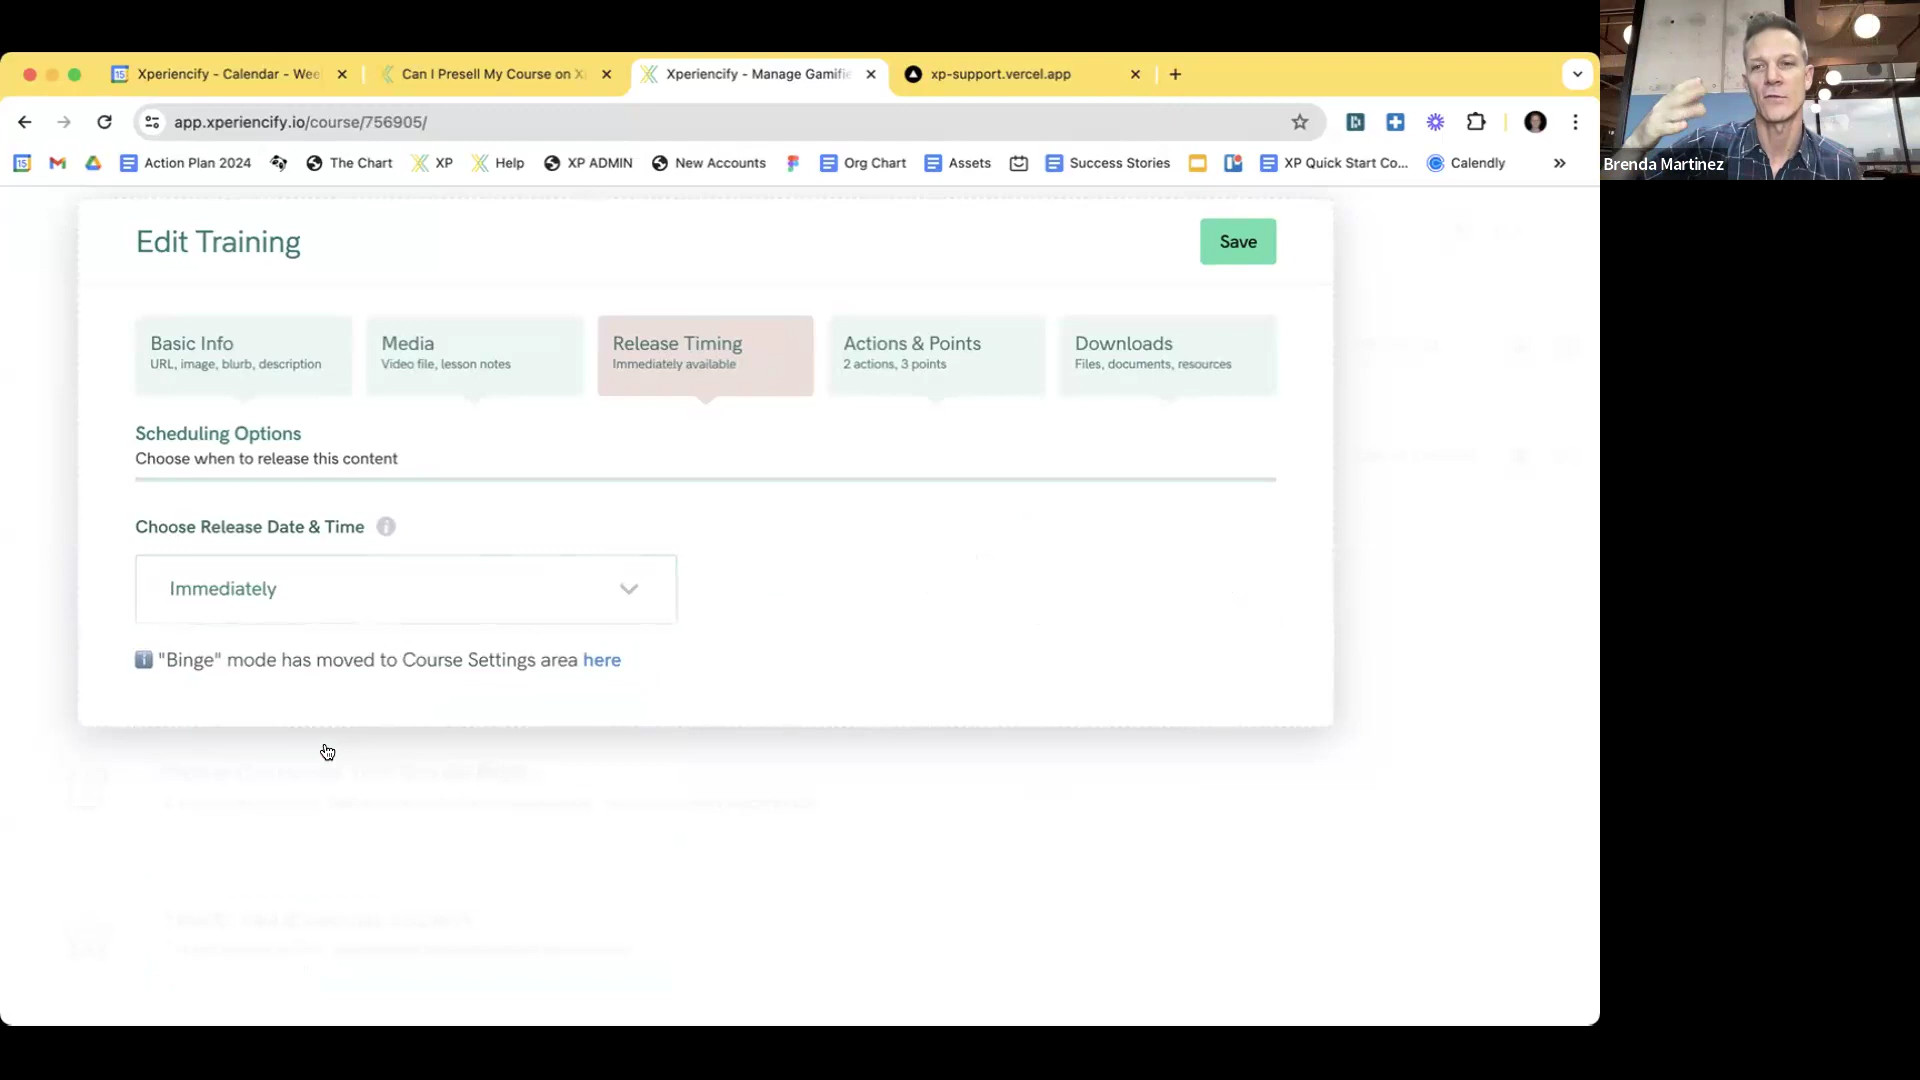 Xperiencify - Calendar - Wee
Can I Presell My Course on X
Xperiencify - Manage Gamifie
xp-support.vercel.app
app.xperiencify.io/course/756905/
15
Action Plan 2024
The Chart
XP
Help
XP ADMIN
New Accounts
Org Chart
Assets
Success Stories
XP Quick Start Co...
Calendly
Brenda Martinez
Edit Training
Save
Basic Info
URL, image, blurb, description
Media
Video file, lesson notes
Release Timing
Immediately available
Actions & Points
2 actions, 3 points
Downloads
Files, documents, resources
Scheduling Options
Choose when to release this content
Choose Release Date & Time
Immediately
"Binge" mode has moved to Course Settings area here